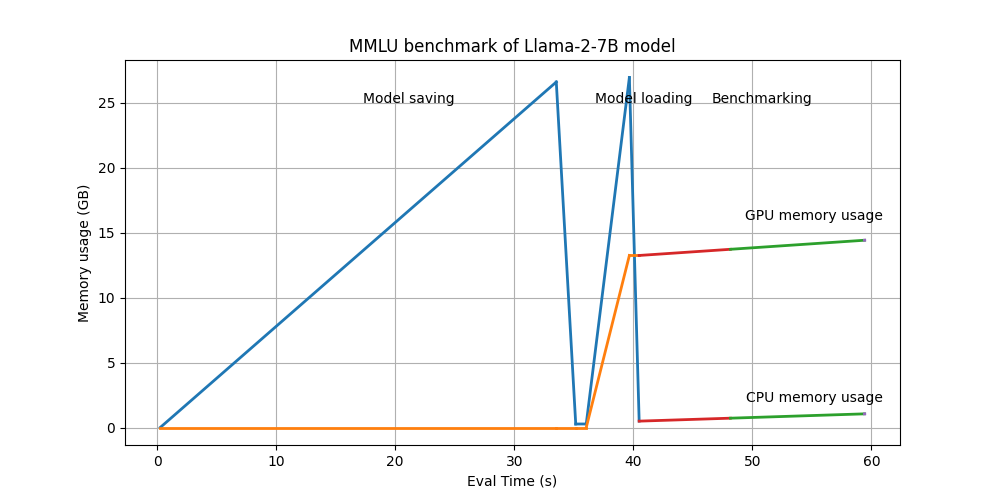 MMLU benchmark of Llama-2-7B model
Memory usage (GB)
25
20
15
10
5
0
Model saving
Model loading
Benchmarking
GPU memory usage
CPU memory usage
0
10
20
30
40
50
60
Eval Time (s)